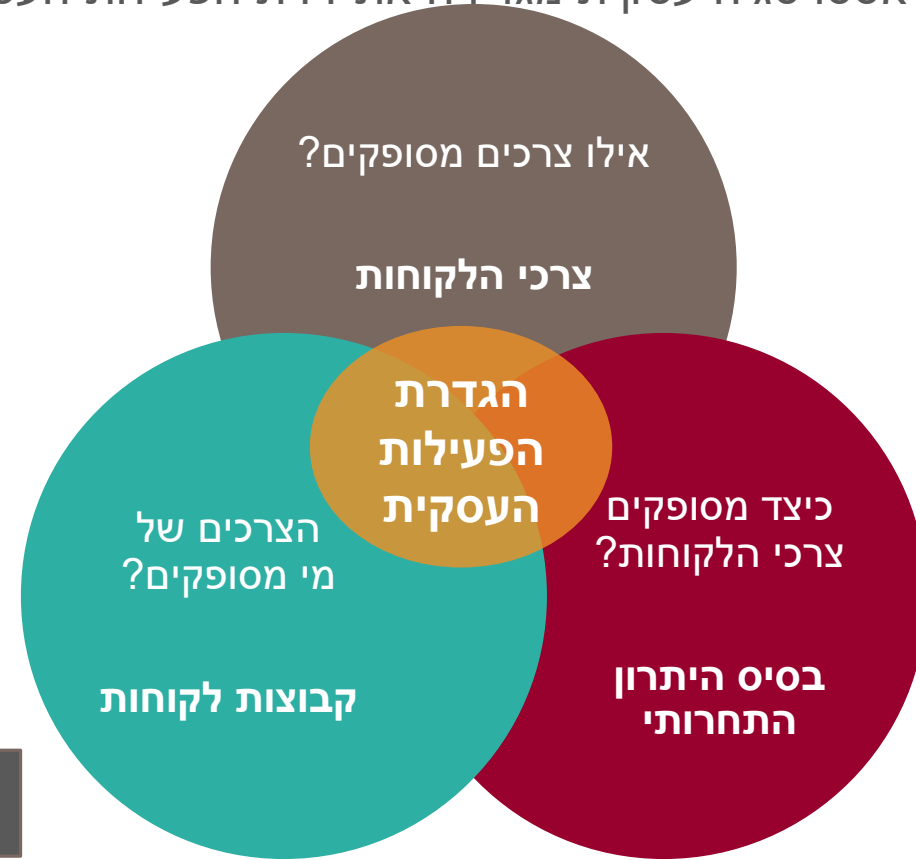 אילו צרכים מסופקים?
צרכי הלקוחות
הגדרת
הפעילות
העסקית
כיצד מסופקים
צרכי הלקוחות?
בסיס היתרון
התחרותי
הצרכים של
מי מסופקים?
קבוצות לקוחות